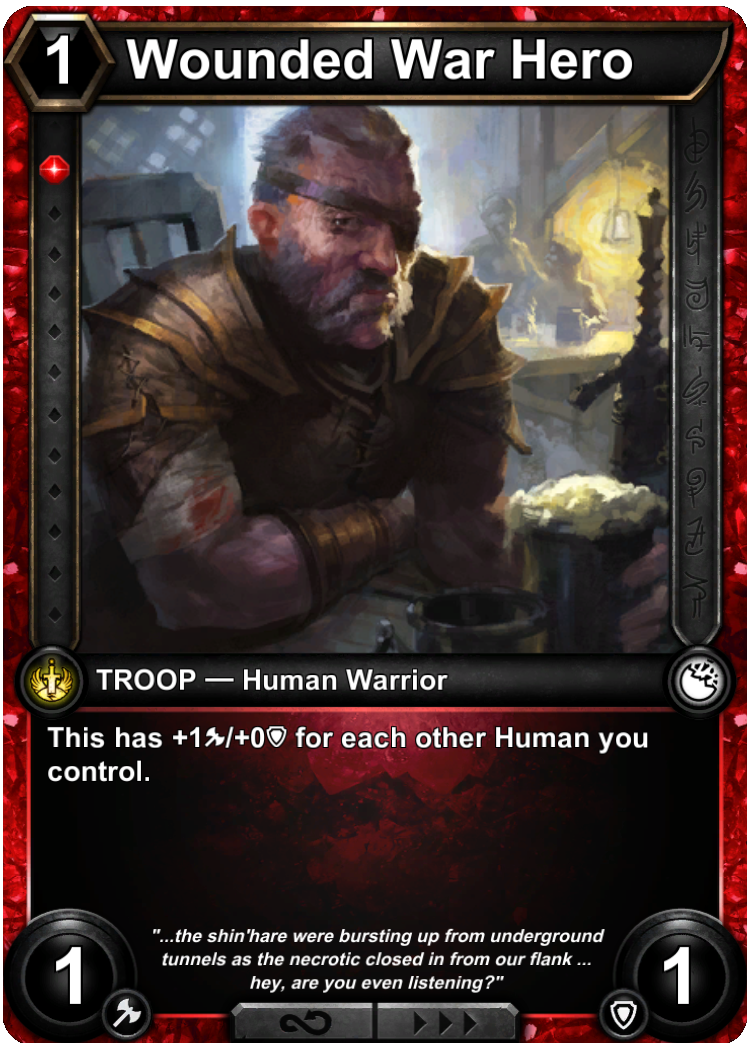 1 Wounded War Hero
TROOP — Human Warrior
This has +1/+0 for each other Human you
control.
"...the shin'hare were bursting up from underground
tunnels as the necrotic closed in from our flank ...
hey, are you even listening?"
1 1